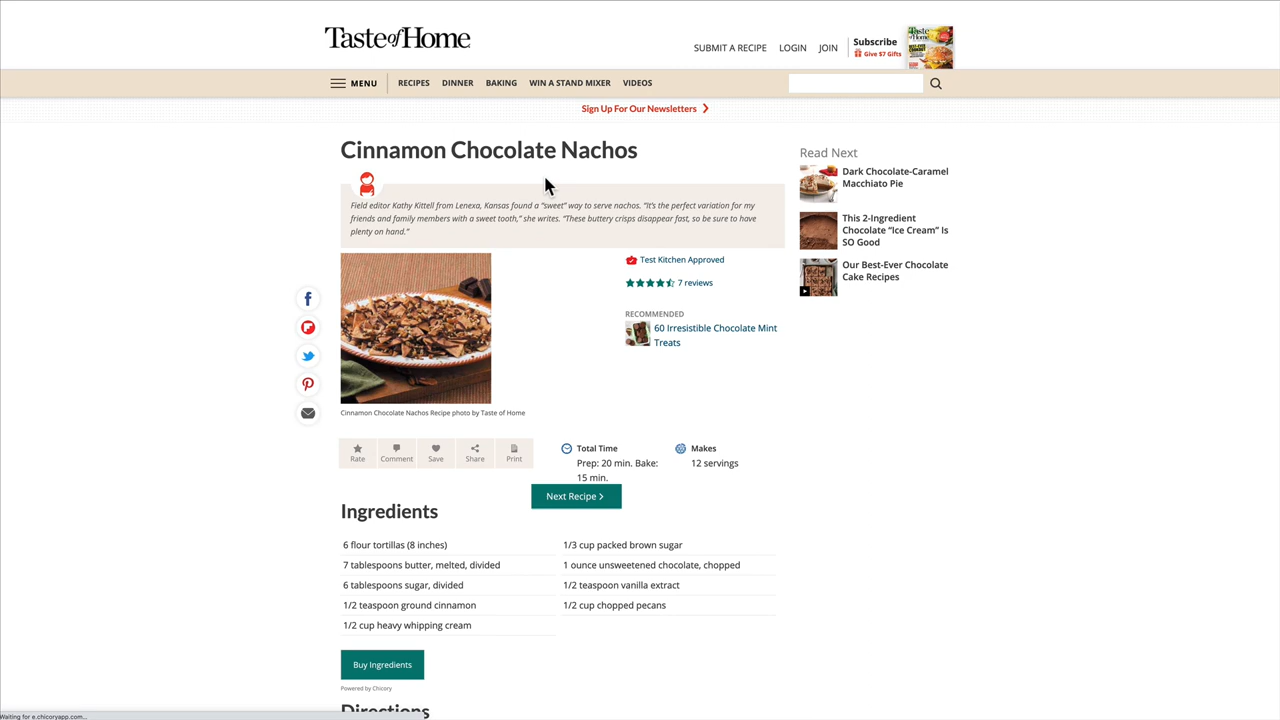 Taste of Home
SUBMIT A RECIPE
LOGIN
JOIN
Subscribe
Give $7 Gifts
MENU
RECIPES
DINNER
BAKING
WIN A STAND MIXER
VIDEOS
Sign Up For Our Newsletters
Cinnamon Chocolate Nachos
Field editor Kathy Kittell from Lenexa, Kansas found a “sweet” way to serve nachos. “It's the perfect variation for my
friends and family members with a sweet tooth,” she writes. “These buttery crisps disappear fast, so be sure to have
plenty on hand.”
Test Kitchen Approved
7 reviews
RECOMMENDED
60 Irresistible Chocolate Mint
Treats
Cinnamon Chocolate Nachos Recipe photo by Taste of Home
Rate
Comment
Save
Share
Print
Total Time
Prep: 20 min. Bake:
15 min.
Makes
12 servings
Next Recipe
Ingredients
6 flour tortillas (8 inches)
7 tablespoons butter, melted, divided
6 tablespoons sugar, divided
1/2 teaspoon ground cinnamon
1/2 cup heavy whipping cream
1/3 cup packed brown sugar
1 ounce unsweetened chocolate, chopped
1/2 teaspoon vanilla extract
1/2 cup chopped pecans
Buy Ingredients
Powered by Chicory
Directions
Read Next
Dark Chocolate-Caramel
Macchiato Pie
This 2-Ingredient
Chocolate “Ice Cream” Is
SO Good
Our Best-Ever Chocolate
Cake Recipes
Waiting for e.chicoryapp.com...